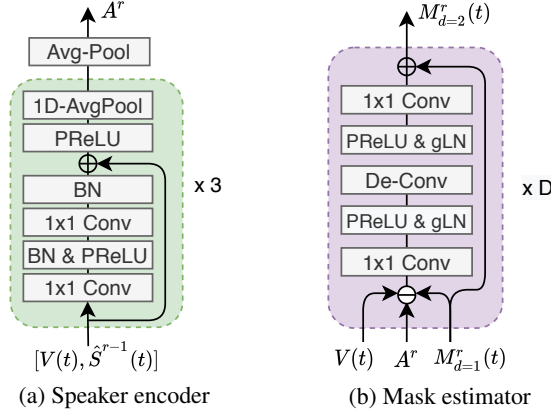 A^r
Avg-Pool
1D-AvgPool
PReLU
BN
1x1 Conv
BN & PReLU
1x1 Conv
x 3
[V(t), Ŝ^{r-1}(t)]
(a) Speaker encoder
M^r_{d=2}(t)
1x1 Conv
PReLU & gLN
De-Conv
PReLU & gLN
1x1 Conv
x D
V(t) A^r M^r_{d=1}(t)
(b) Mask estimator